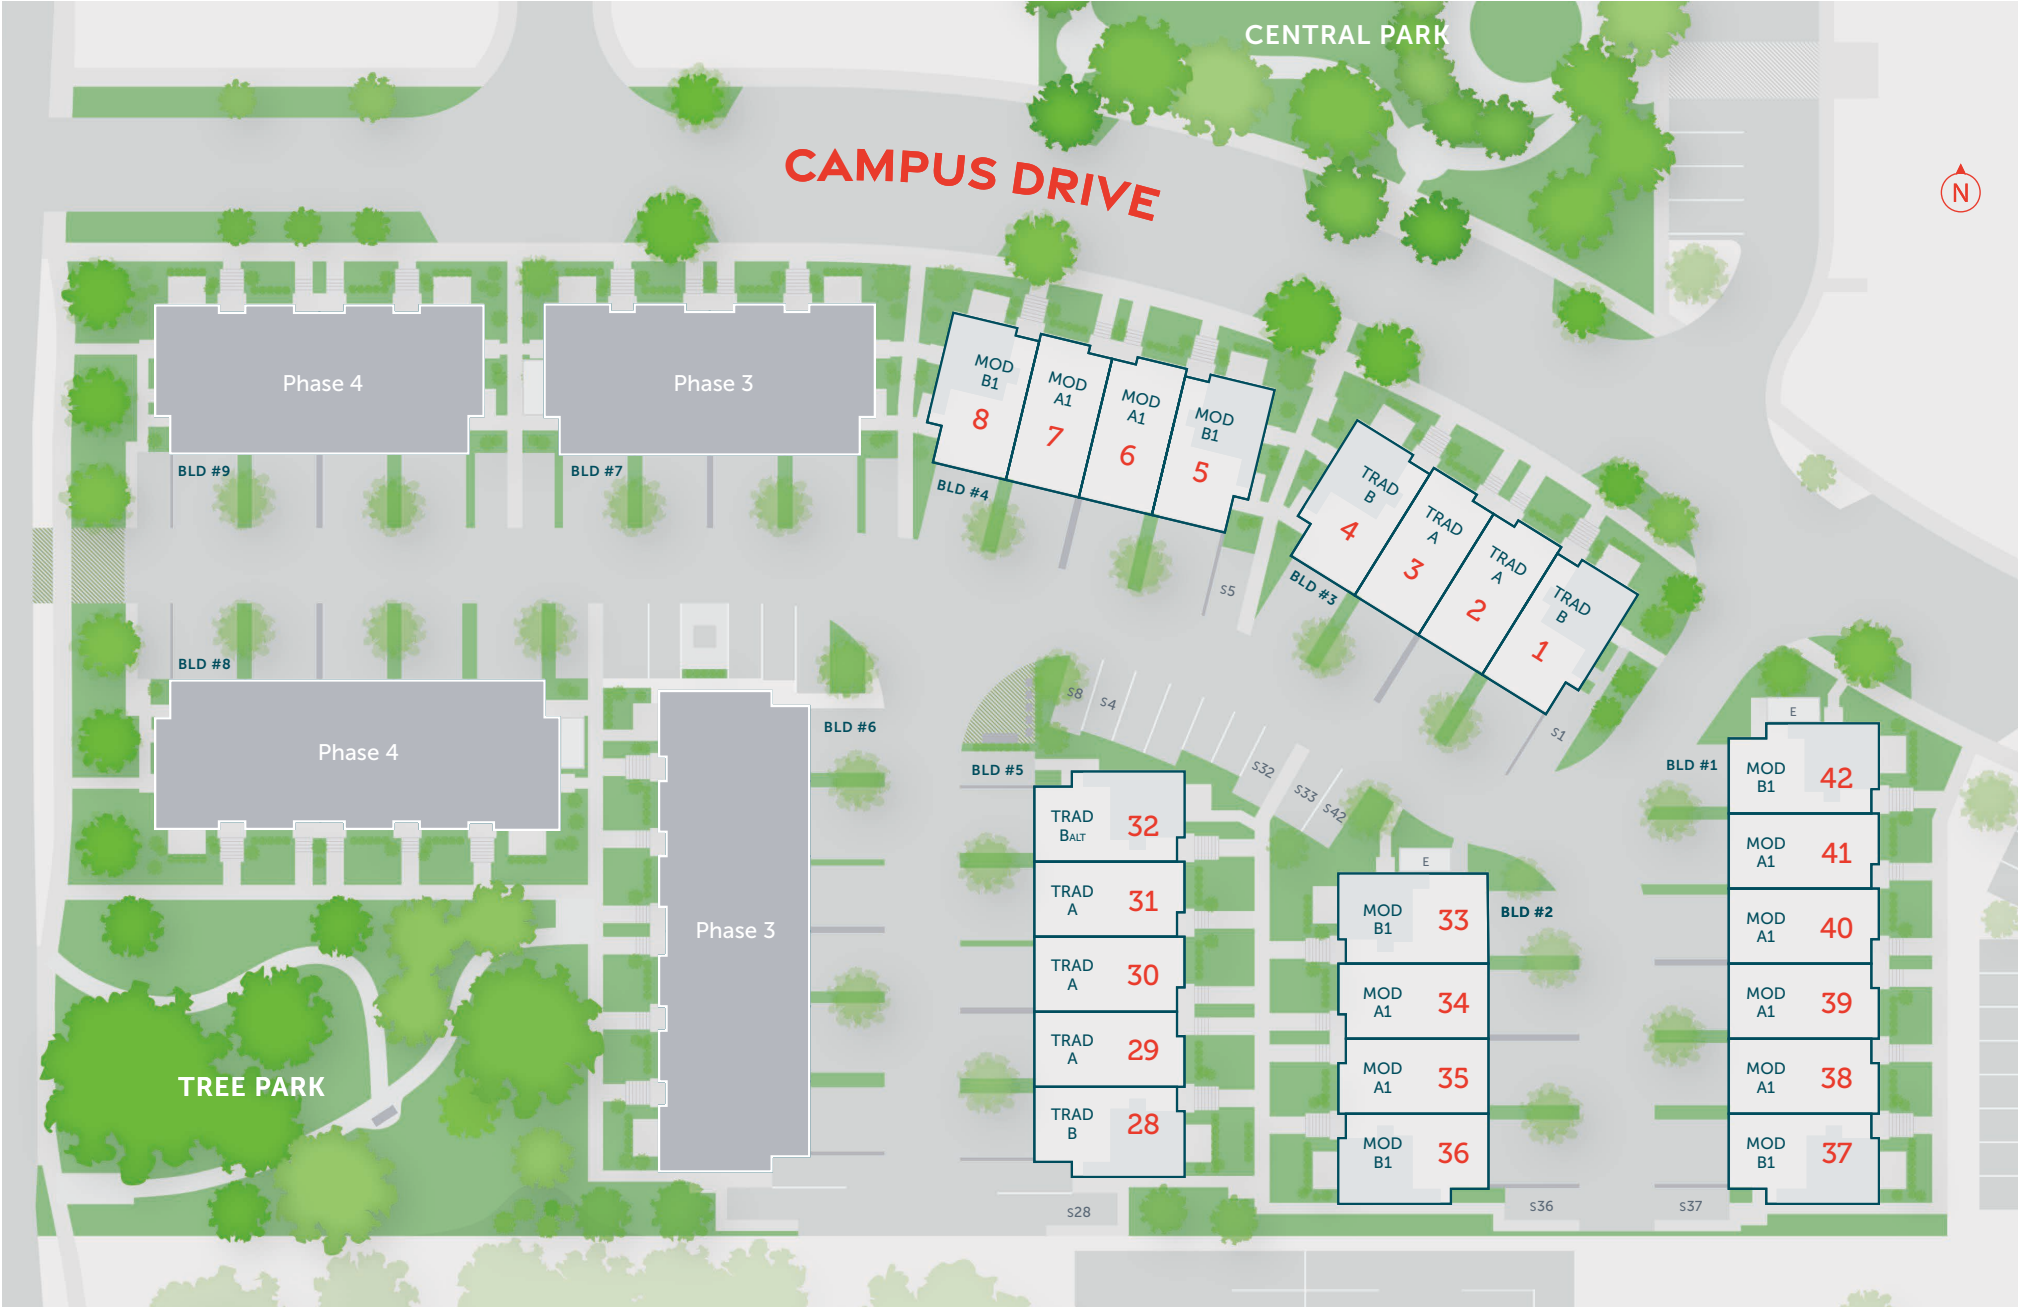 CENTRAL PARK
CAMPUS DRIVE
N
Phase 4
BLD #9
Phase 3
BLD #7
MOD
B1
8
MOD
A1
7
MOD
A1
6
MOD
B1
5
BLD #4
S5
TRAD
B
4
TRAD
A
3
TRAD
A
2
TRAD
B
1
BLD #3
S1
BLD #8
Phase 4
BLD #6
Phase 3
S8
S4
S32
S33
S42
BLD #5
TRAD
BALT
32
TRAD
A
31
TRAD
A
30
TRAD
A
29
TRAD
B
28
S28
E
BLD #2
MOD
B1
33
MOD
A1
34
MOD
A1
35
MOD
B1
36
S36
E
BLD #1
MOD
B1
42
MOD
A1
41
MOD
A1
40
MOD
A1
39
MOD
A1
38
MOD
B1
37
S37
TREE PARK